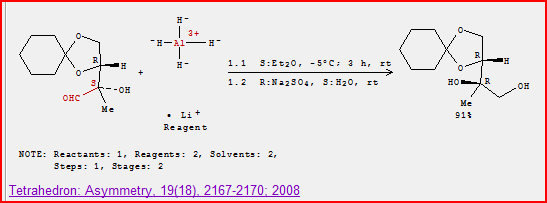 H⁻
H⁻ Al 3+ H⁻
H⁻
O
O
R
H
+
S
OHC
OH
Me
• Li⁺
Reagent
1.1 S:Et₂O, -5°C; 3 h, rt
1.2 R:Na₂SO₄, S:H₂O, rt
O
O
R
H
HO
R
OH
Me
91%
NOTE: Reactants: 1, Reagents: 2, Solvents: 2,
Steps: 1, Stages: 2
Tetrahedron: Asymmetry, 19(18), 2167-2170; 2008